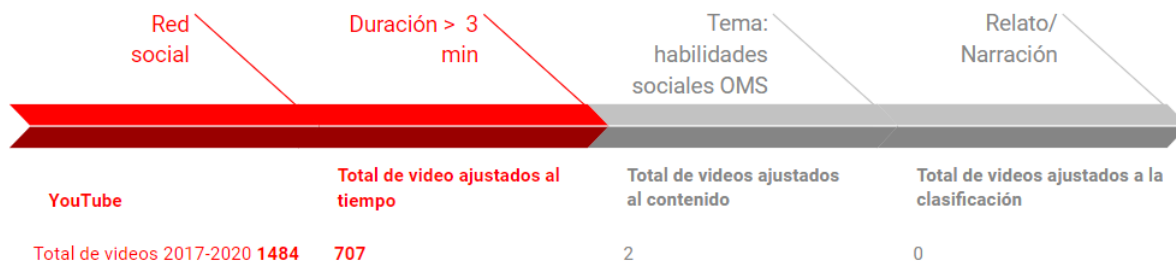 Red
social
Duración > 3
min
Tema:
habilidades
sociales OMS
Relato/
Narración
YouTube
Total de video ajustados al
tiempo
Total de videos ajustados
al contenido
Total de videos ajustados a la
clasificación
Total de videos 2017-2020 1484
707
2
0